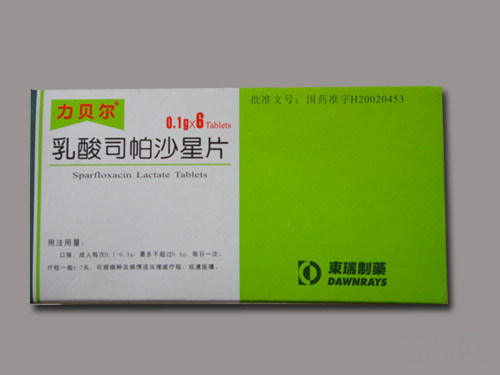 力贝尔®
0.1g×6 Tablets
乳酸司帕沙星片
Sparfloxacin Lactate Tablets
用法用量:
口服，成人每次0.1-0.3g，最多不超过0.4g，每日一次，
疗程一般4-7天，可根据病种及病情适当增减疗程，或遵医嘱。
批准文号：国药准字H20020453
東瑞制藥
DAWNRAYS